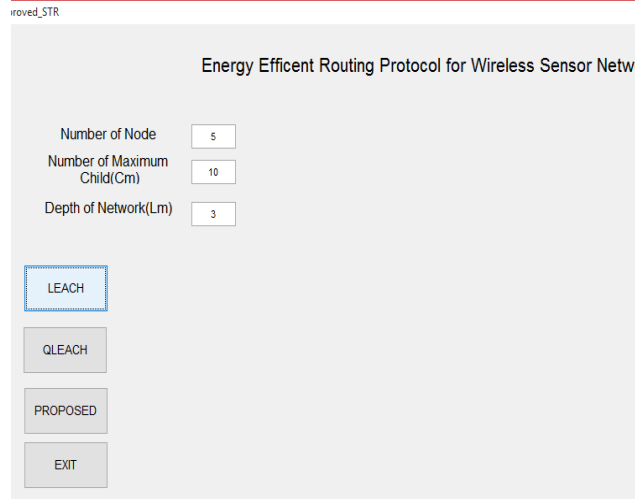 roved_STR
Energy Efficent Routing Protocol for Wireless Sensor Netw
Number of Node
5
Number of Maximum
Child(Cm)
10
Depth of Network(Lm)
3
LEACH
QLEACH
PROPOSED
EXIT